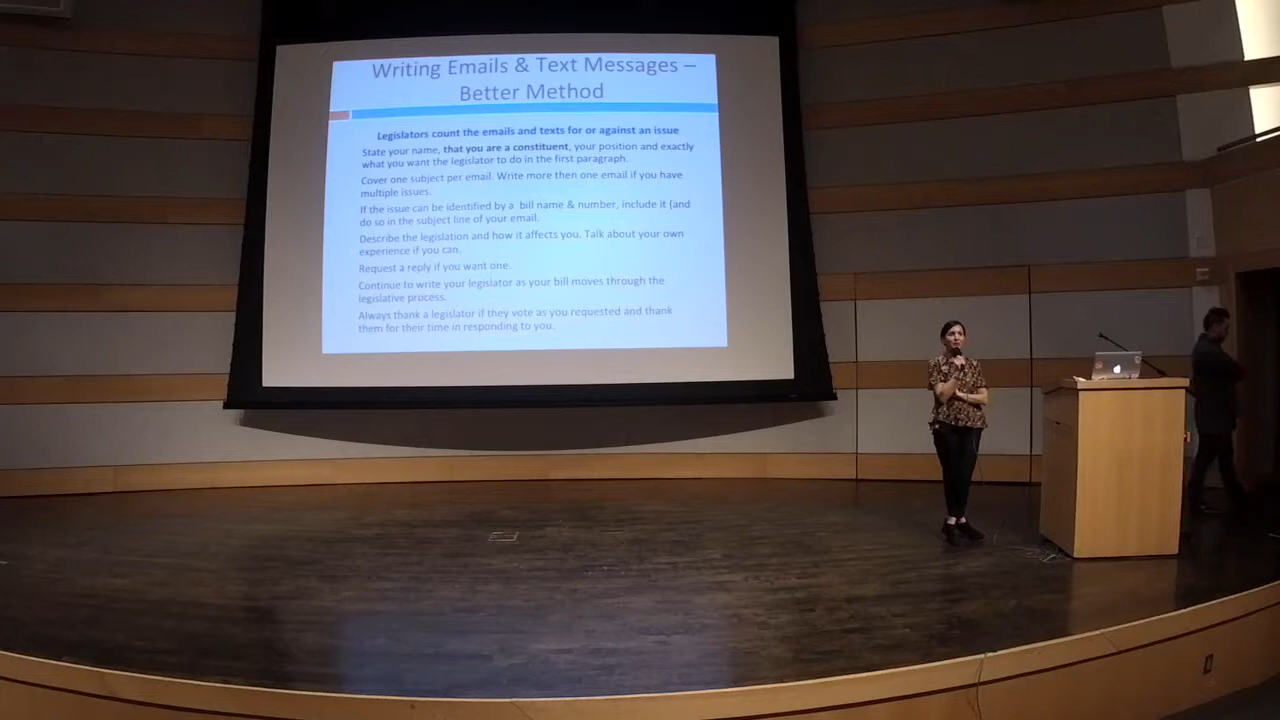 Writing Emails & Text Messages –
Better Method
Legislators count the emails and texts for or against an issue
State your name, that you are a constituent, your position and exactly
what you want the legislator to do in the first paragraph.
Cover one subject per email. Write more then one email if you have
multiple issues.
If the issue can be identified by a bill name & number, include it (and
do so in the subject line of your email.
Describe the legislation and how it affects you. Talk about your own
experience if you can.
Request a reply if you want one.
Continue to write your legislator as your bill moves through the
legislative process.
Always thank a legislator if they vote as you requested and thank
them for their time in responding to you.